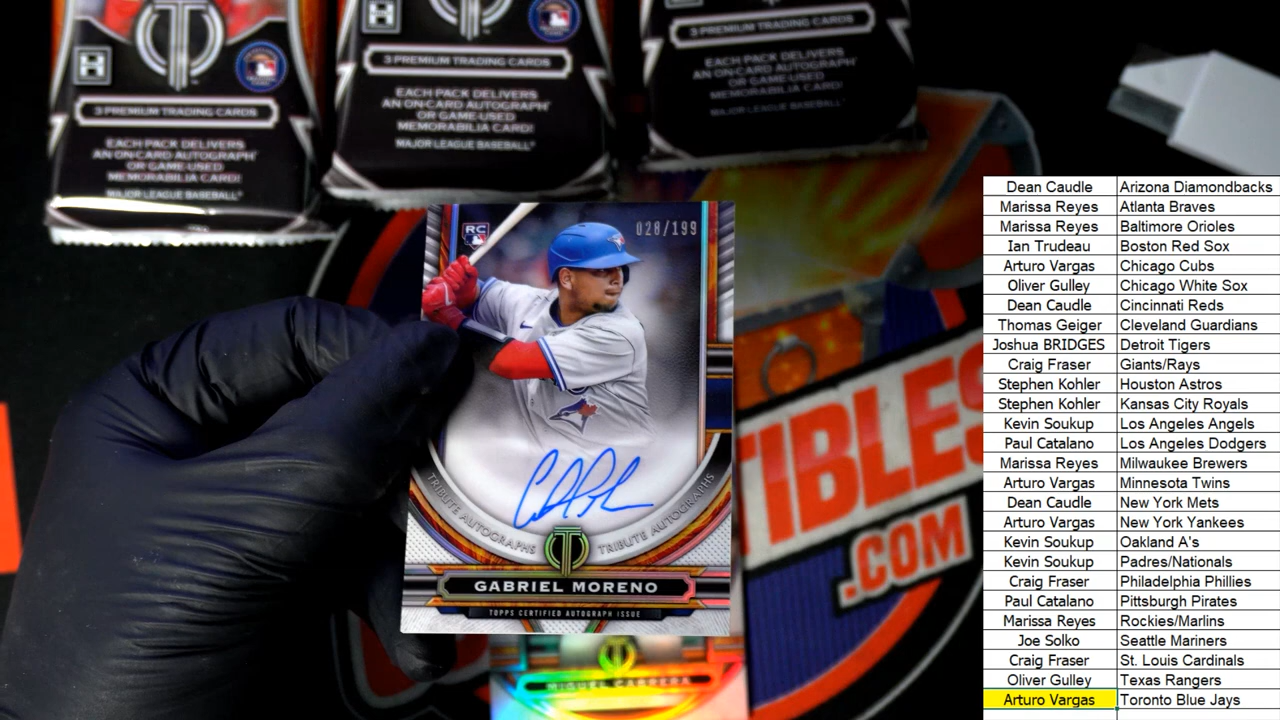 3 PREMIUM TRADING CARDS
EACH PACK DELIVERS
AN ON-CARD AUTOGRAPH*
OR GAME-USED
MEMORABILIA CARD!
MAJOR LEAGUE BASEBALL®
3 PREMIUM TRADING CARDS
EACH PACK DELIVERS
AN ON-CARD AUTOGRAPH*
OR GAME-USED
MEMORABILIA CARD!
MAJOR LEAGUE BASEBALL®
3 PREMIUM TRADING CARDS
EACH PACK DELIVERS
AN ON-CARD AUTOGRAPH*
OR GAME-USED
MEMORABILIA CARD!
MAJOR LEAGUE BASEBALL®
RC
028/199
TRIBUTE AUTOGRAPHS TRIBUTE AUTOGRAPHS
GABRIEL MORENO
TOPPS CERTIFIED AUTOGRAPH ISSUE
MIGUEL CABRERA
TIBLES
.COM
Dean Caudle Arizona Diamondbacks
Marissa Reyes Atlanta Braves
Marissa Reyes Baltimore Orioles
Ian Trudeau Boston Red Sox
Arturo Vargas Chicago Cubs
Oliver Gulley Chicago White Sox
Dean Caudle Cincinnati Reds
Thomas Geiger Cleveland Guardians
Joshua BRIDGES Detroit Tigers
Craig Fraser Giants/Rays
Stephen Kohler Houston Astros
Stephen Kohler Kansas City Royals
Kevin Soukup Los Angeles Angels
Paul Catalano Los Angeles Dodgers
Marissa Reyes Milwaukee Brewers
Arturo Vargas Minnesota Twins
Dean Caudle New York Mets
Arturo Vargas New York Yankees
Kevin Soukup Oakland A's
Kevin Soukup Padres/Nationals
Craig Fraser Philadelphia Phillies
Paul Catalano Pittsburgh Pirates
Marissa Reyes Rockies/Marlins
Joe Solko Seattle Mariners
Craig Fraser St. Louis Cardinals
Oliver Gulley Texas Rangers
Arturo Vargas Toronto Blue Jays